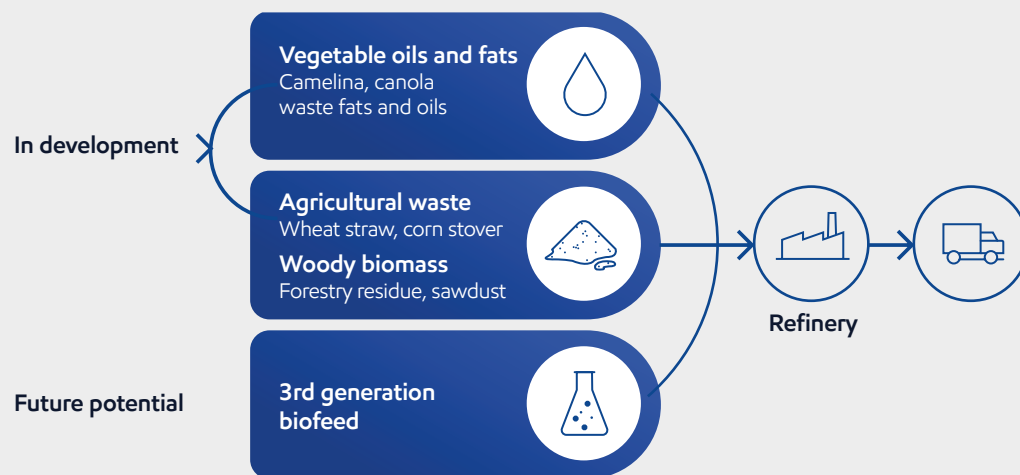 Vegetable oils and fats
Camelina, canola
waste fats and oils
In development
Agricultural waste
Wheat straw, corn stover
Woody biomass
Forestry residue, sawdust
Refinery
Future potential
3rd generation
biofeed